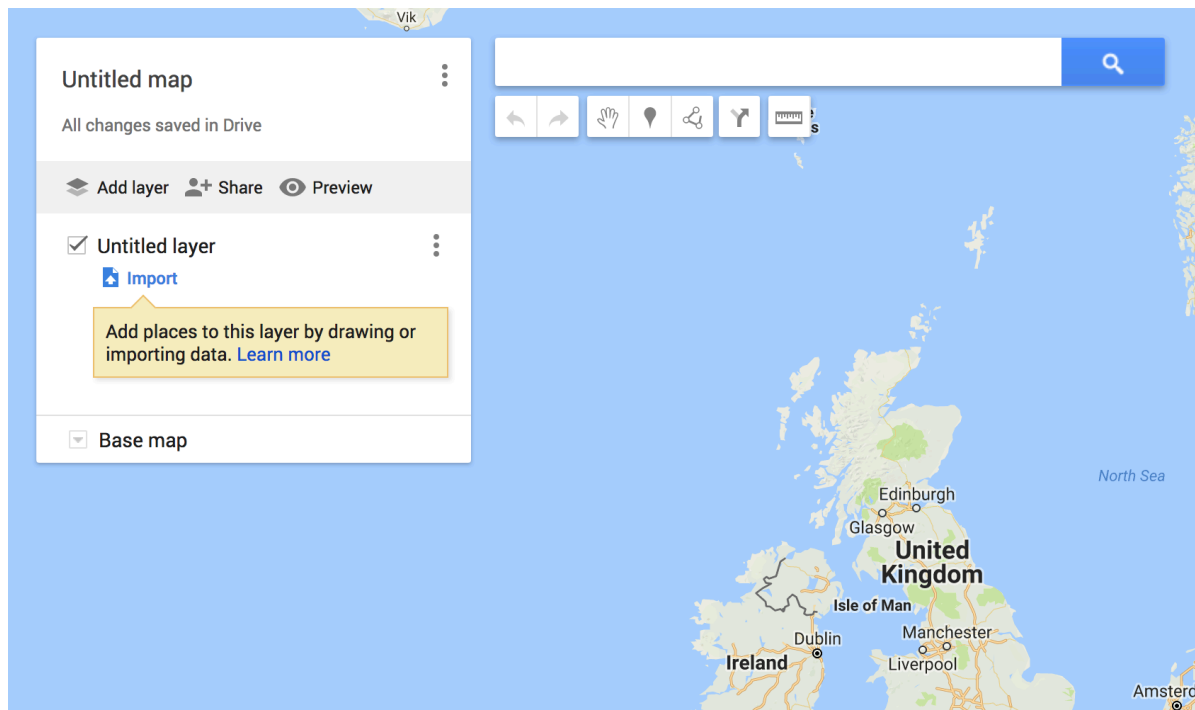 Vik
Untitled map
All changes saved in Drive
Add layer Share Preview
Untitled layer
Import
Add places to this layer by drawing or
importing data. Learn more
Base map
North Sea
Edinburgh
Glasgow
United
Kingdom
Isle of Man
Dublin
Manchester
Ireland
Liverpool
Amsterd